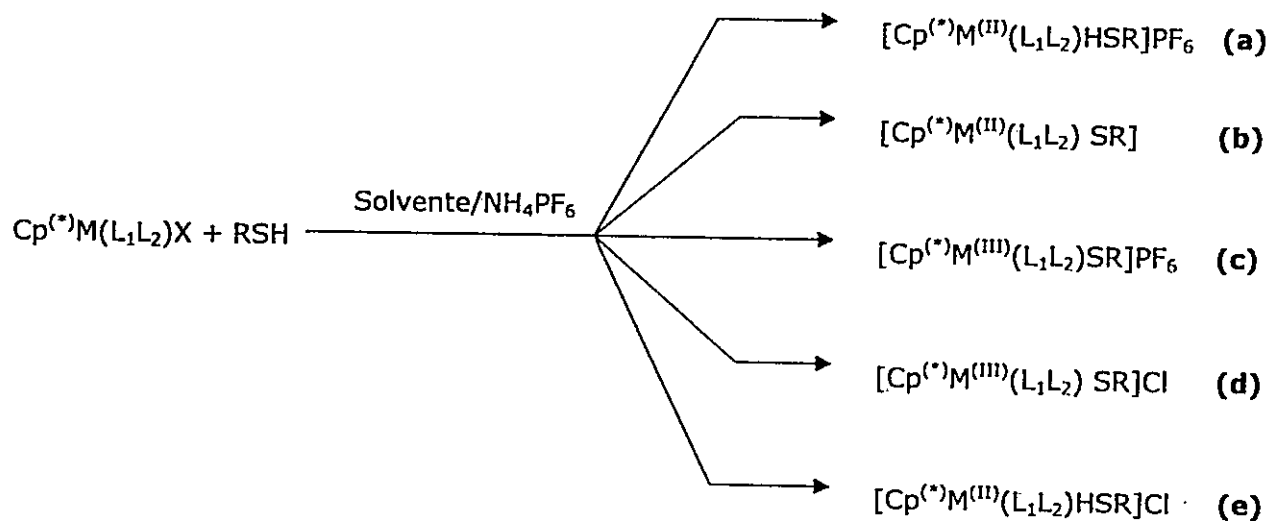 [Cp⁽*⁾M⁽ᴵᴵ⁾(L₁L₂)HSR]PF₆ (a)
[Cp⁽*⁾M⁽ᴵᴵ⁾(L₁L₂) SR] (b)
Solvente/NH₄PF₆
Cp⁽*⁾M(L₁L₂)X + RSH
[Cp⁽*⁾M⁽ᴵᴵᴵ⁾(L₁L₂)SR]PF₆ (c)
[Cp⁽*⁾M⁽ᴵᴵᴵ⁾(L₁L₂) SR]Cl (d)
[Cp⁽*⁾M⁽ᴵᴵ⁾(L₁L₂)HSR]Cl (e)